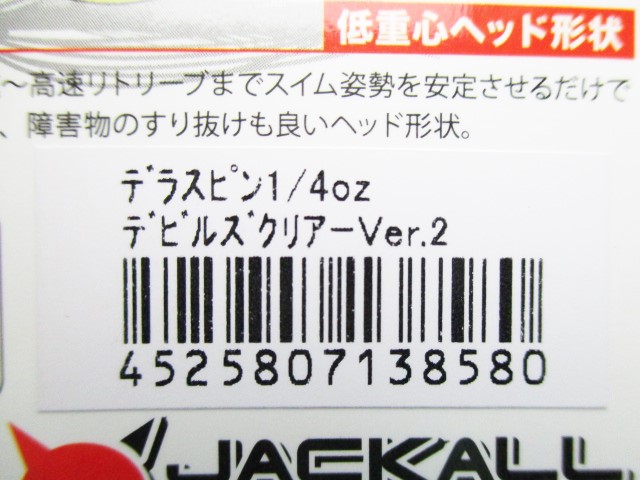 低重心ヘッド形状
〜高速リトリーブまでスイム姿勢を安定させるだけで
、障害物のすり抜けも良いヘッド形状。
ﾃﾞﾗｽﾋﾟﾝ1/4oz
ﾃﾞﾋﾞﾙｽﾞｸﾘｱｰVer.2
4525807138580
JACKALL